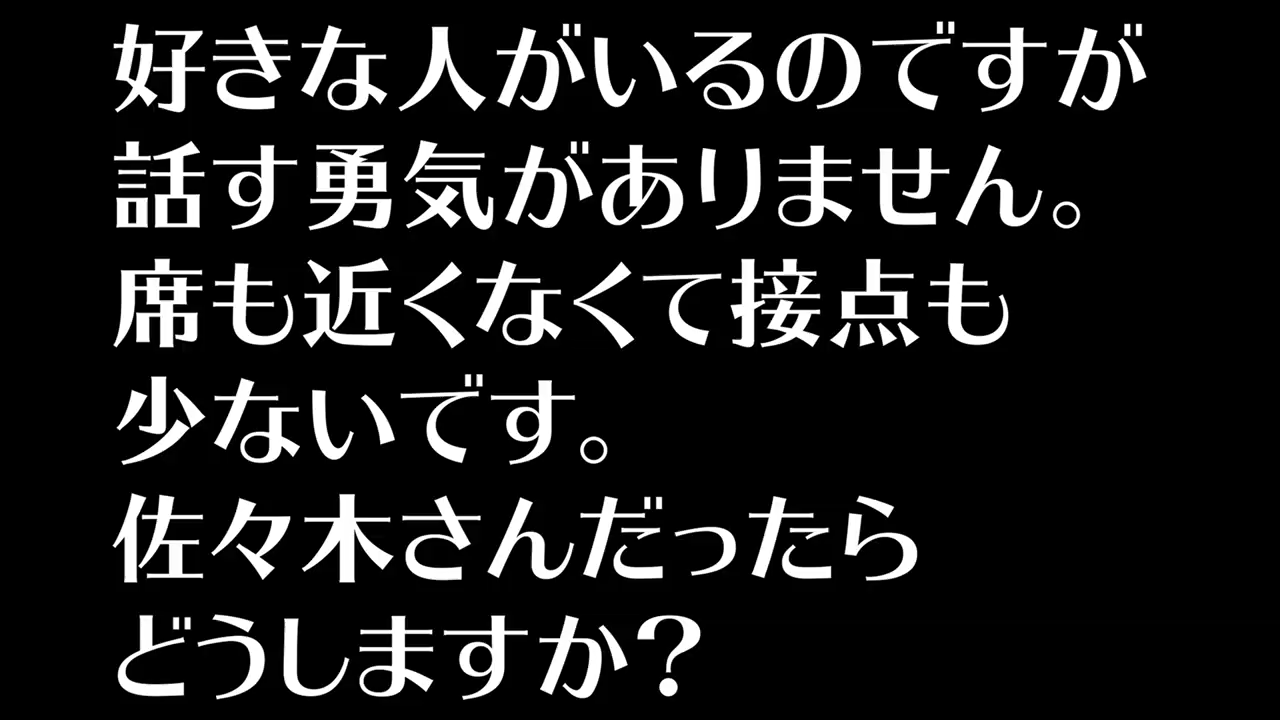 好きな人がいるのですが
話す勇気がありません。
席も近くなくて接点も
少ないです。
佐々木さんだったら
どうしますか？